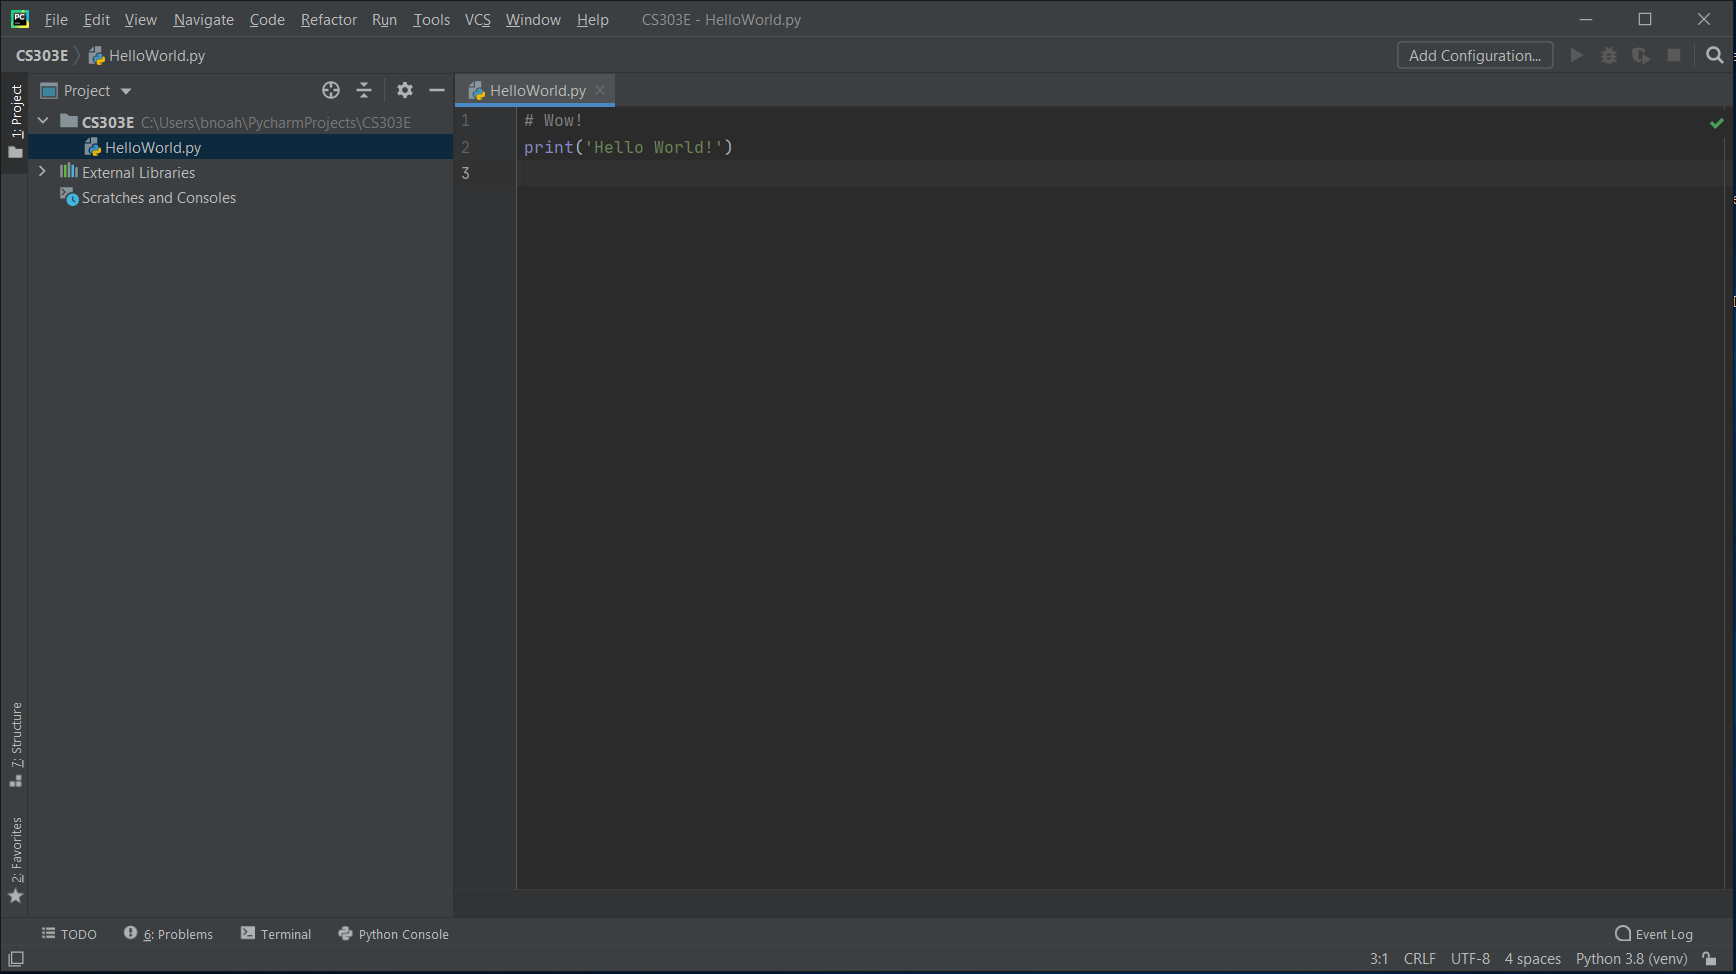 PC File Edit View Navigate Code Refactor Run Tools VCS Window Help CS303E - HelloWorld.py
CS303E HelloWorld.py Add Configuration...
1: Project
Project
HelloWorld.py
CS303E C:\Users\bnoah\PycharmProjects\CS303E
HelloWorld.py
External Libraries
Scratches and Consoles
1 # Wow!
2 print('Hello World!')
3
7: Structure
2: Favorites
TODO 6: Problems Terminal Python Console Event Log
3:1 CRLF UTF-8 4 spaces Python 3.8 (venv)